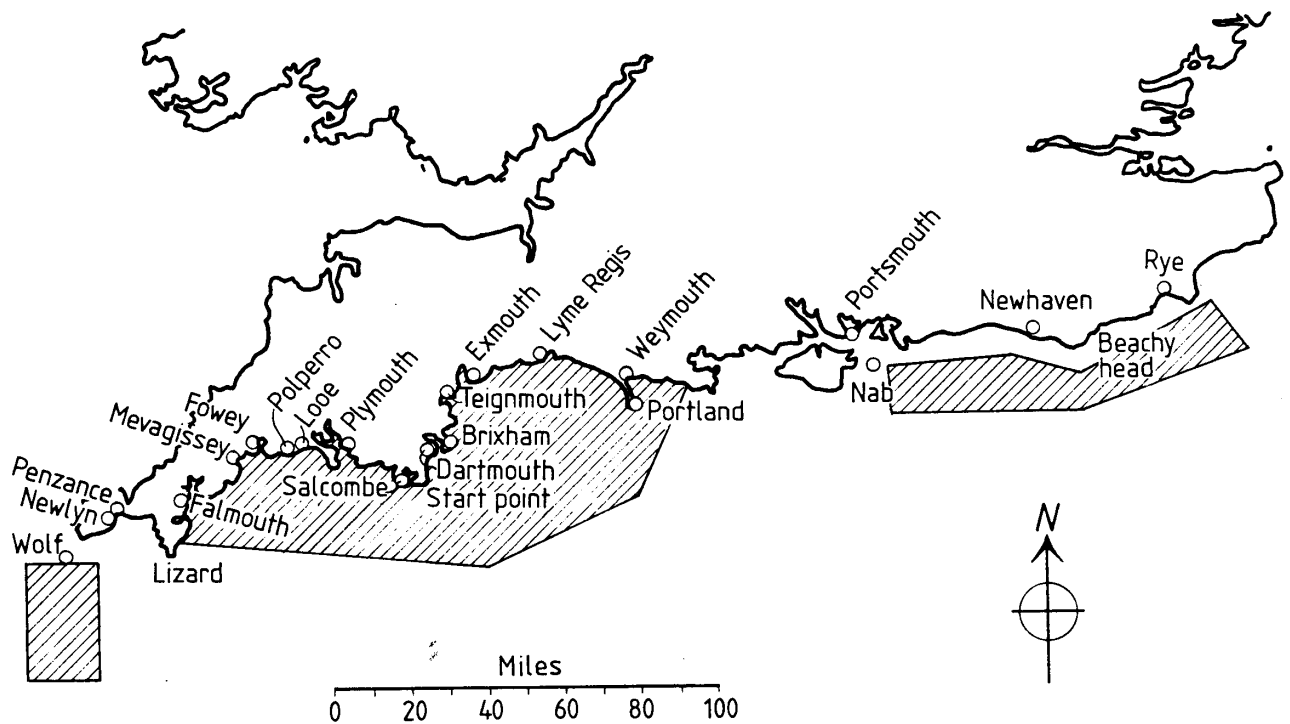 Portsmouth
Rye
Newhaven
Lyme Regis
Weymouth
Exmouth
Beachy
head
Polperro
Looe
Plymouth
Fowey
Mevagissey
Teignmouth
Nab
Portland
Brixham
Dartmouth
Start point
Salcombe
Penzance
Newlyn
Falmouth
Wolf
Lizard
N
Miles
0 20 40 60 80 100